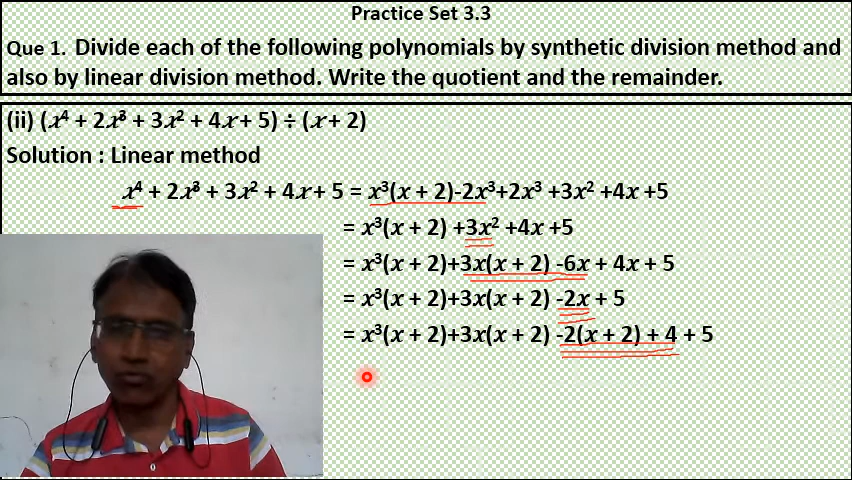 Practice Set 3.3
Que 1. Divide each of the following polynomials by synthetic division method and
also by linear division method. Write the quotient and the remainder.
(ii) (x⁴ + 2x³ + 3x² + 4x + 5) ÷ (x + 2)
Solution : Linear method
x⁴ + 2x³ + 3x² + 4x + 5 = x³(x + 2)-2x³+2x³ +3x² +4x +5
= x³(x + 2) +3x² +4x +5
= x³(x + 2)+3x(x + 2) -6x + 4x + 5
= x³(x + 2)+3x(x + 2) -2x + 5
= x³(x + 2)+3x(x + 2) -2(x + 2) + 4 + 5